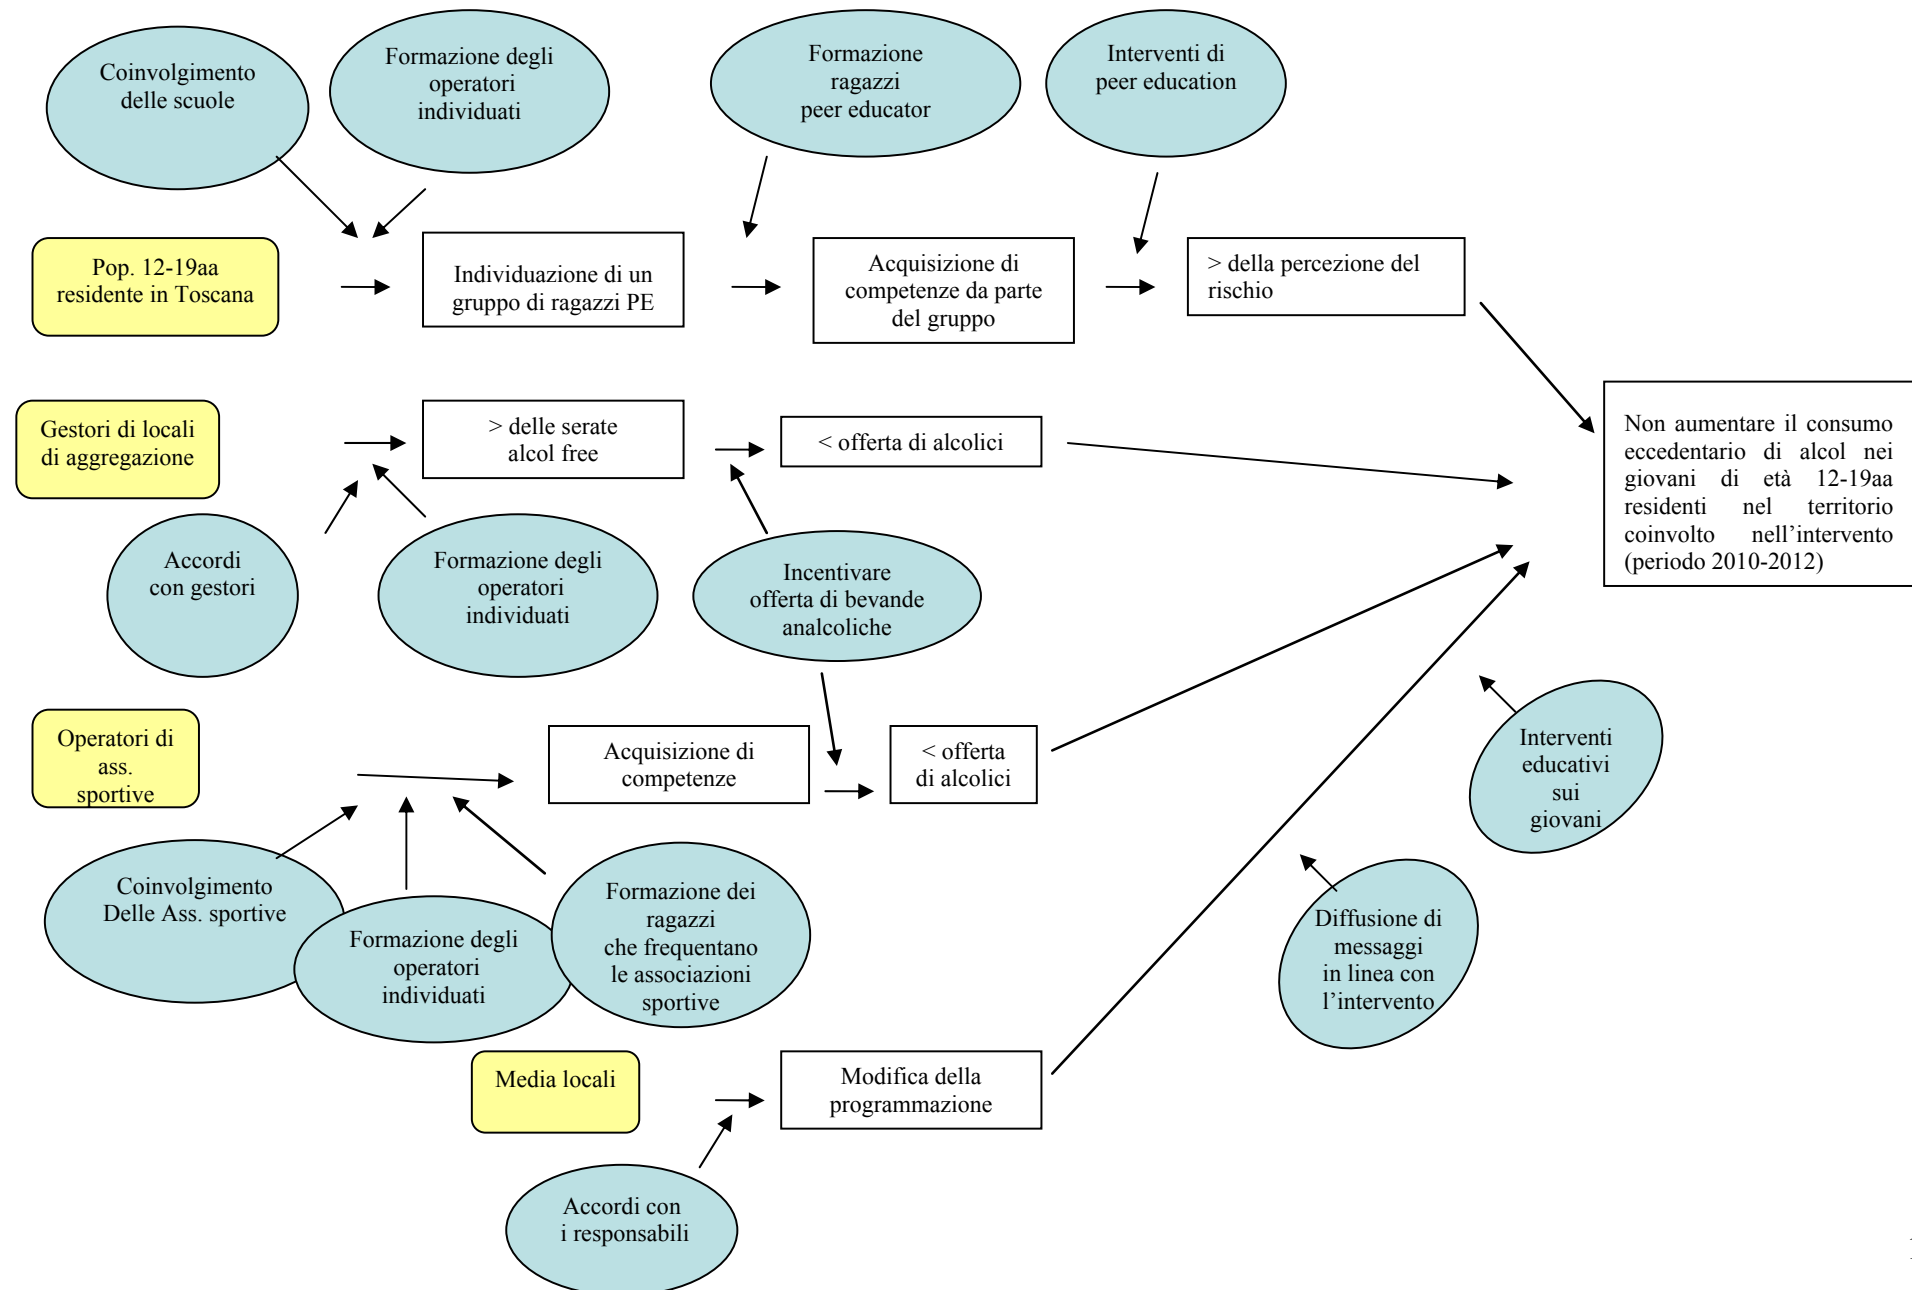 Coinvolgimento
delle scuole
Formazione degli
operatori
individuati
Formazione
ragazzi
peer educator
Interventi di
peer education
Pop. 12-19aa
residente in Toscana
Individuazione di un
gruppo di ragazzi PE
Acquisizione di
competenze da parte
del gruppo
> della percezione del
rischio
Gestori di locali
di aggregazione
> delle serate
alcol free
< offerta di alcolici
Non aumentare il consumo
eccedentario di alcol nei
giovani di età 12-19aa
residenti nel territorio
coinvolto nell’intervento
(periodo 2010-2012)
Accordi
con gestori
Formazione degli
operatori
individuati
Incentivare
offerta di bevande
analcoliche
Operatori di
ass.
sportive
Acquisizione di
competenze
< offerta
di alcolici
Interventi
educativi
sui
giovani
Coinvolgimento
Delle Ass. sportive
Formazione degli
operatori
individuati
Formazione dei
ragazzi
che frequentano
le associazioni
sportive
Diffusione di
messaggi
in linea con
l’intervento
Media locali
Modifica della
programmazione
Accordi con
i responsabili